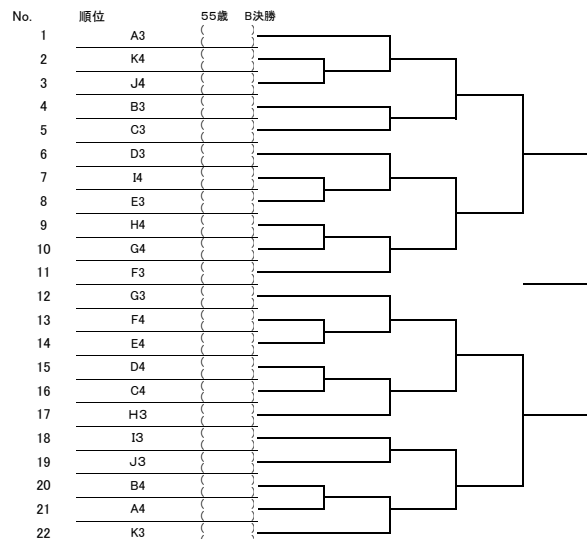 No. 順位 55歳 B決勝
1 A3 ( )
2 K4 ( )
3 J4 ( )
4 B3 ( )
5 C3 ( )
6 D3 ( )
7 I4 ( )
8 E3 ( )
9 H4 ( )
10 G4 ( )
11 F3 ( )
12 G3 ( )
13 F4 ( )
14 E4 ( )
15 D4 ( )
16 C4 ( )
17 H3 ( )
18 I3 ( )
19 J3 ( )
20 B4 ( )
21 A4 ( )
22 K3 ( )